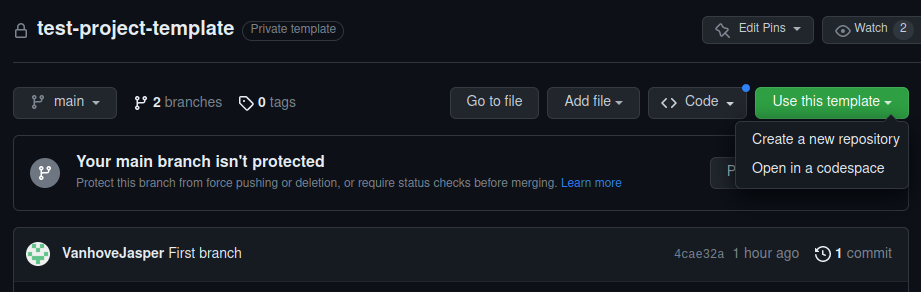 test-project-template Private template Edit Pins Watch 2
main 2 branches 0 tags Go to file Add file Code Use this template
Create a new repository
Open in a codespace
Your main branch isn't protected
Protect this branch from force pushing or deletion, or require status checks before merging. Learn more
VanhoveJasper First branch 4cae32a 1 hour ago 1 commit